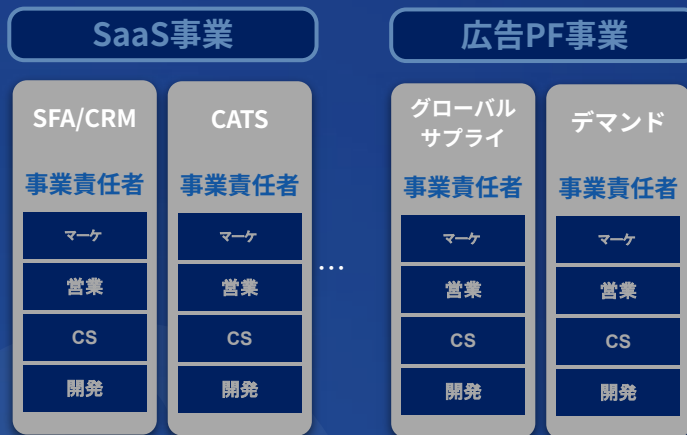 SaaS事業
SFA/CRM
事業責任者
マーケ
営業
CS
開発
CATS
事業責任者
マーケ
営業
CS
開発
…
広告PF事業
グローバル
サプライ
事業責任者
マーケ
営業
CS
開発
デマンド
事業責任者
マーケ
営業
CS
開発